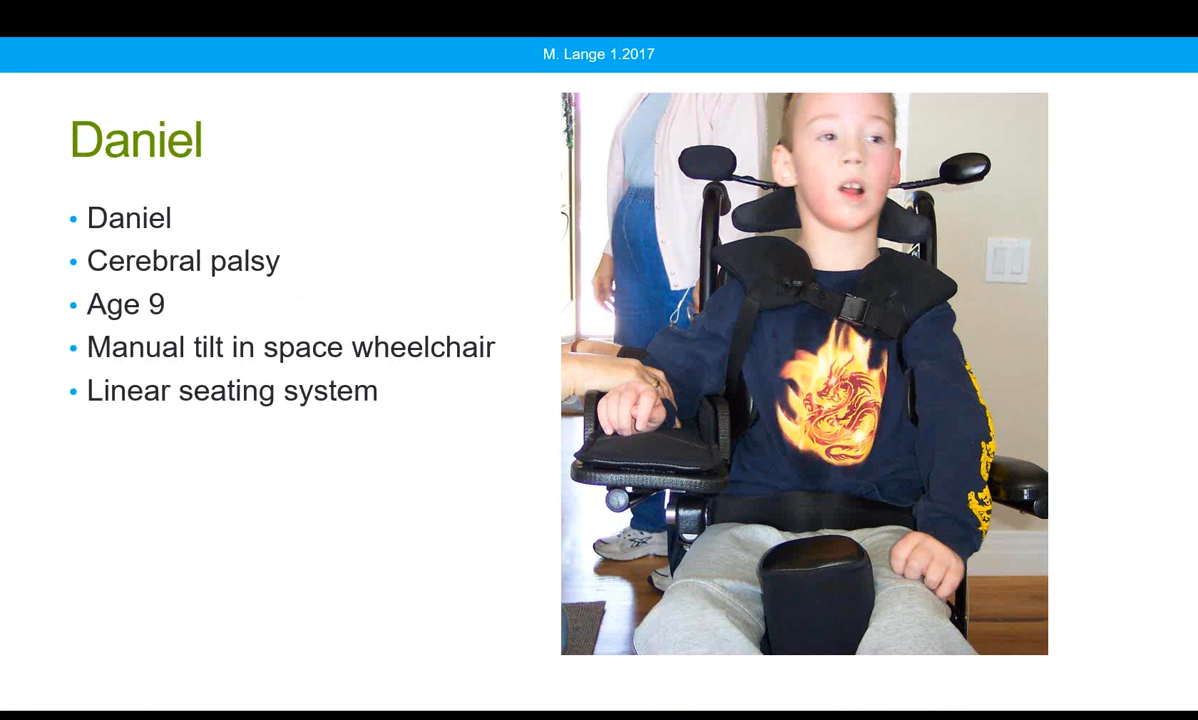 M. Lange 1.2017
Daniel
• Daniel
• Cerebral palsy
• Age 9
• Manual tilt in space wheelchair
• Linear seating system